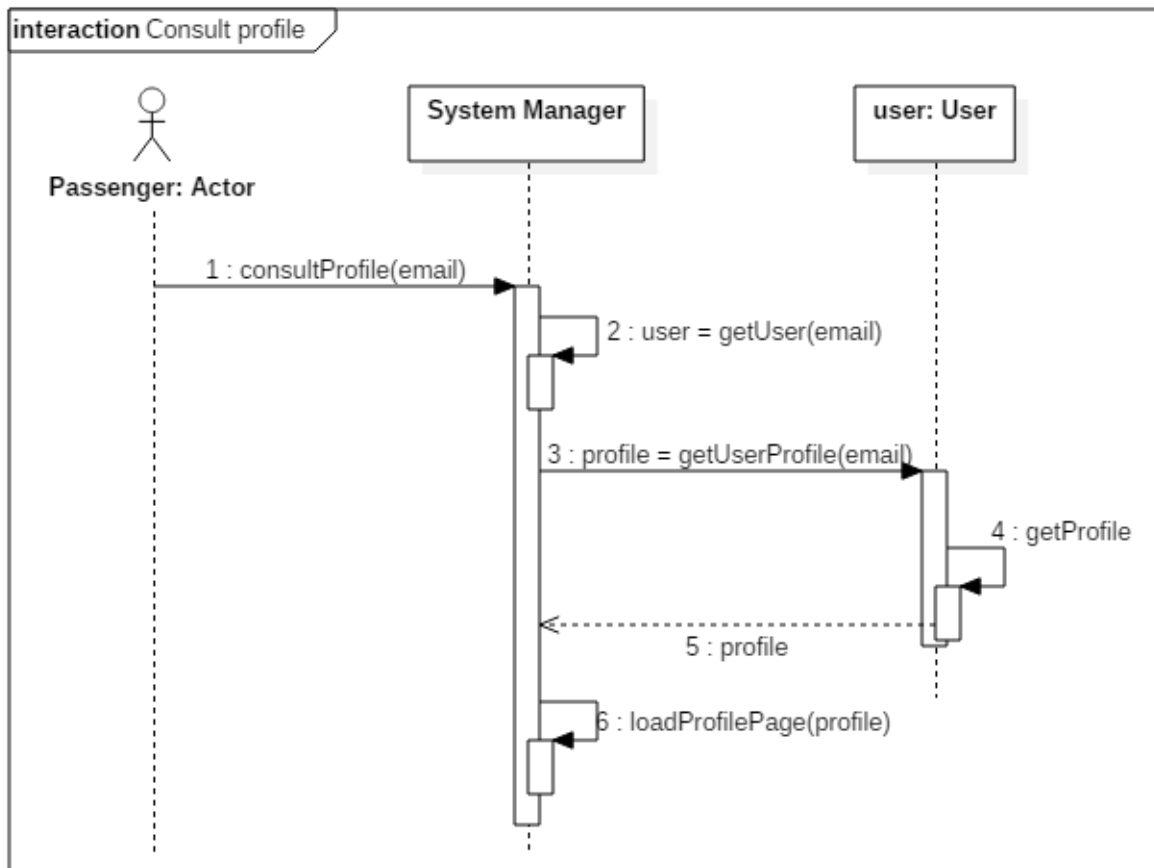 interaction Consult profile
System Manager
user: User
Passenger: Actor
1 : consultProfile(email)
2 : user = getUser(email)
3 : profile = getUserProfile(email)
4 : getProfile
5 : profile
6 : loadProfilePage(profile)